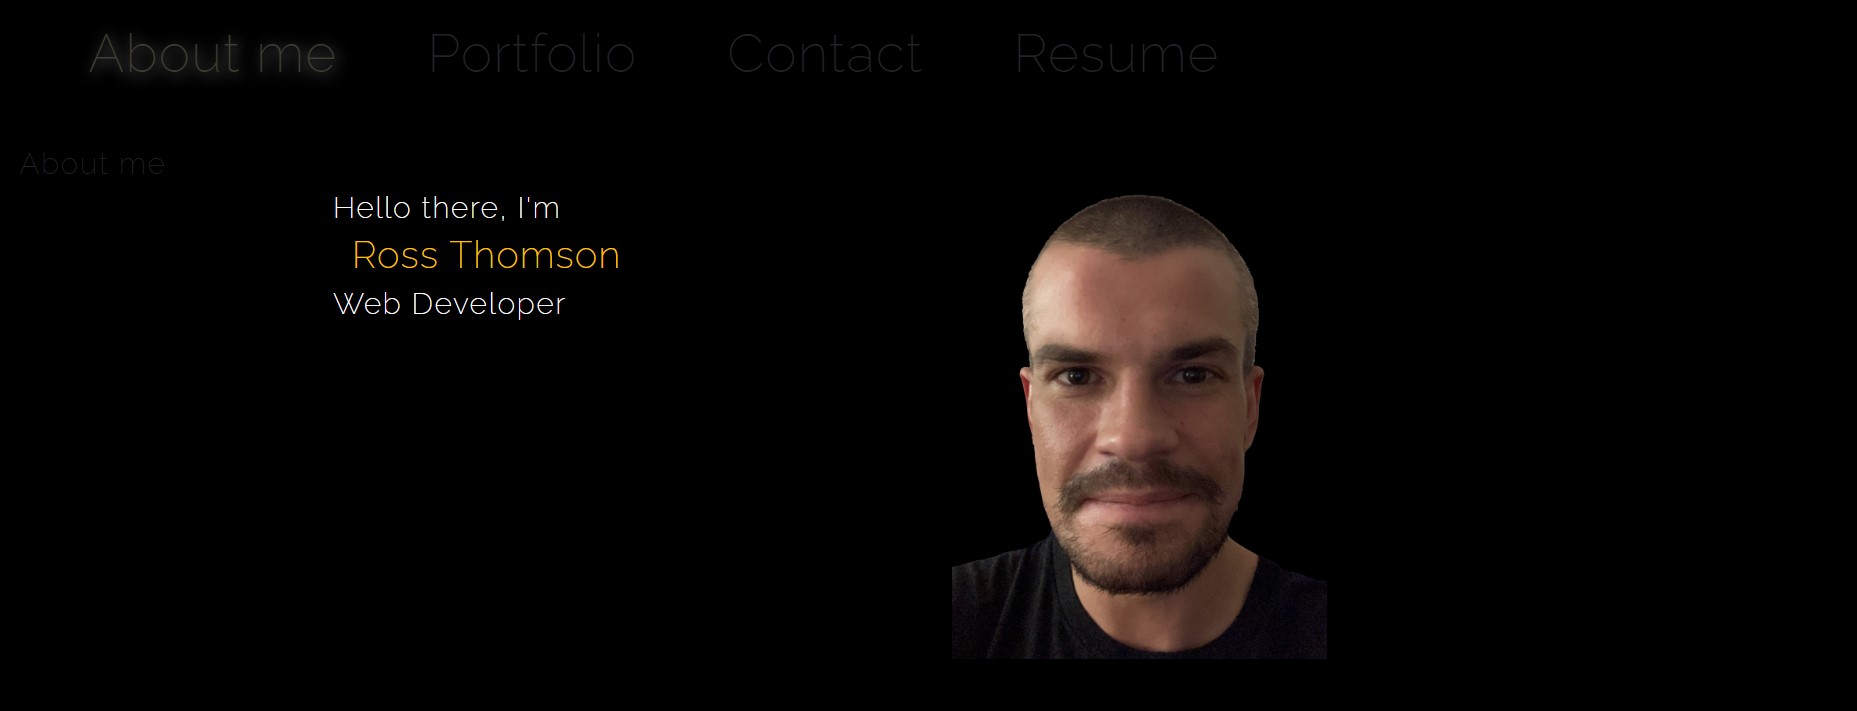 About me Portfolio Contact Resume
About me
Hello there, I'm
Ross Thomson
Web Developer